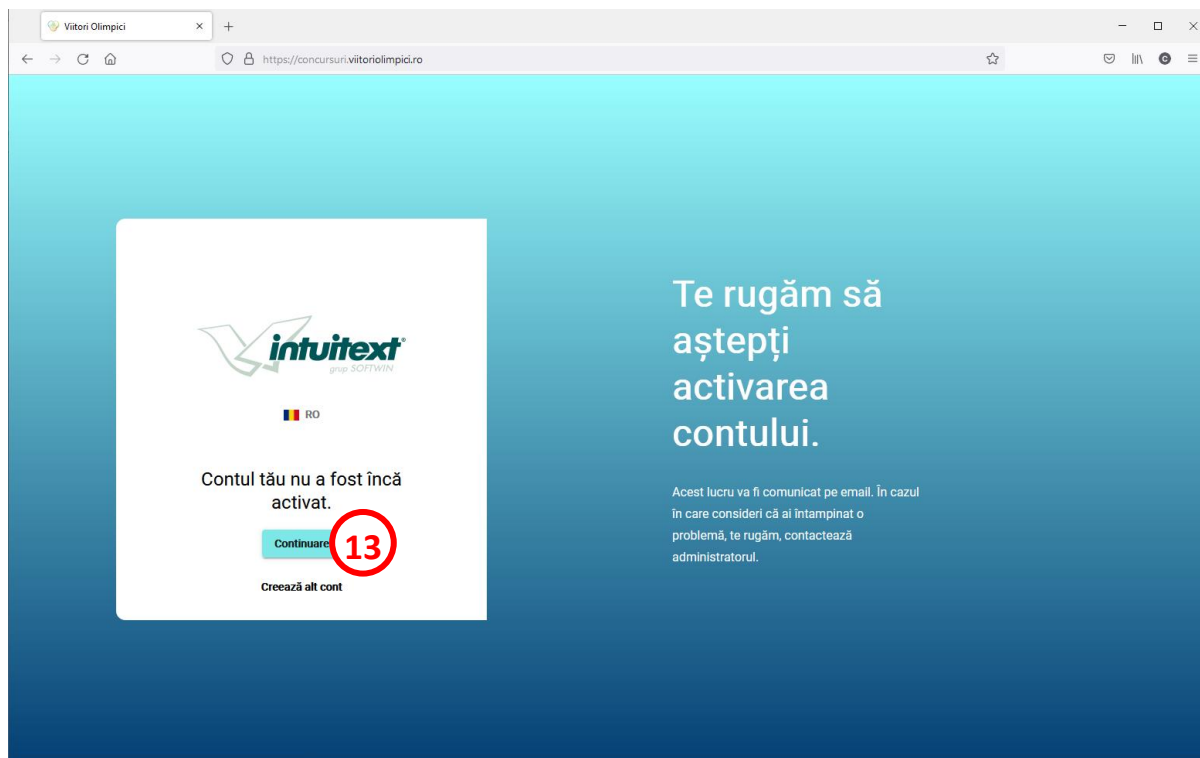 Viitori Olimpici
https://concursuri.viitoriolimpici.ro
C
intuitext®
grup SOFTWIN
RO
Contul tău nu a fost încă
activat.
Continuare
13
Creează alt cont
Te rugăm să
aștepți
activarea
contului.
Acest lucru va fi comunicat pe email. În cazul
în care consideri că ai întampinat o
problemă, te rugăm, contactează
administratorul.